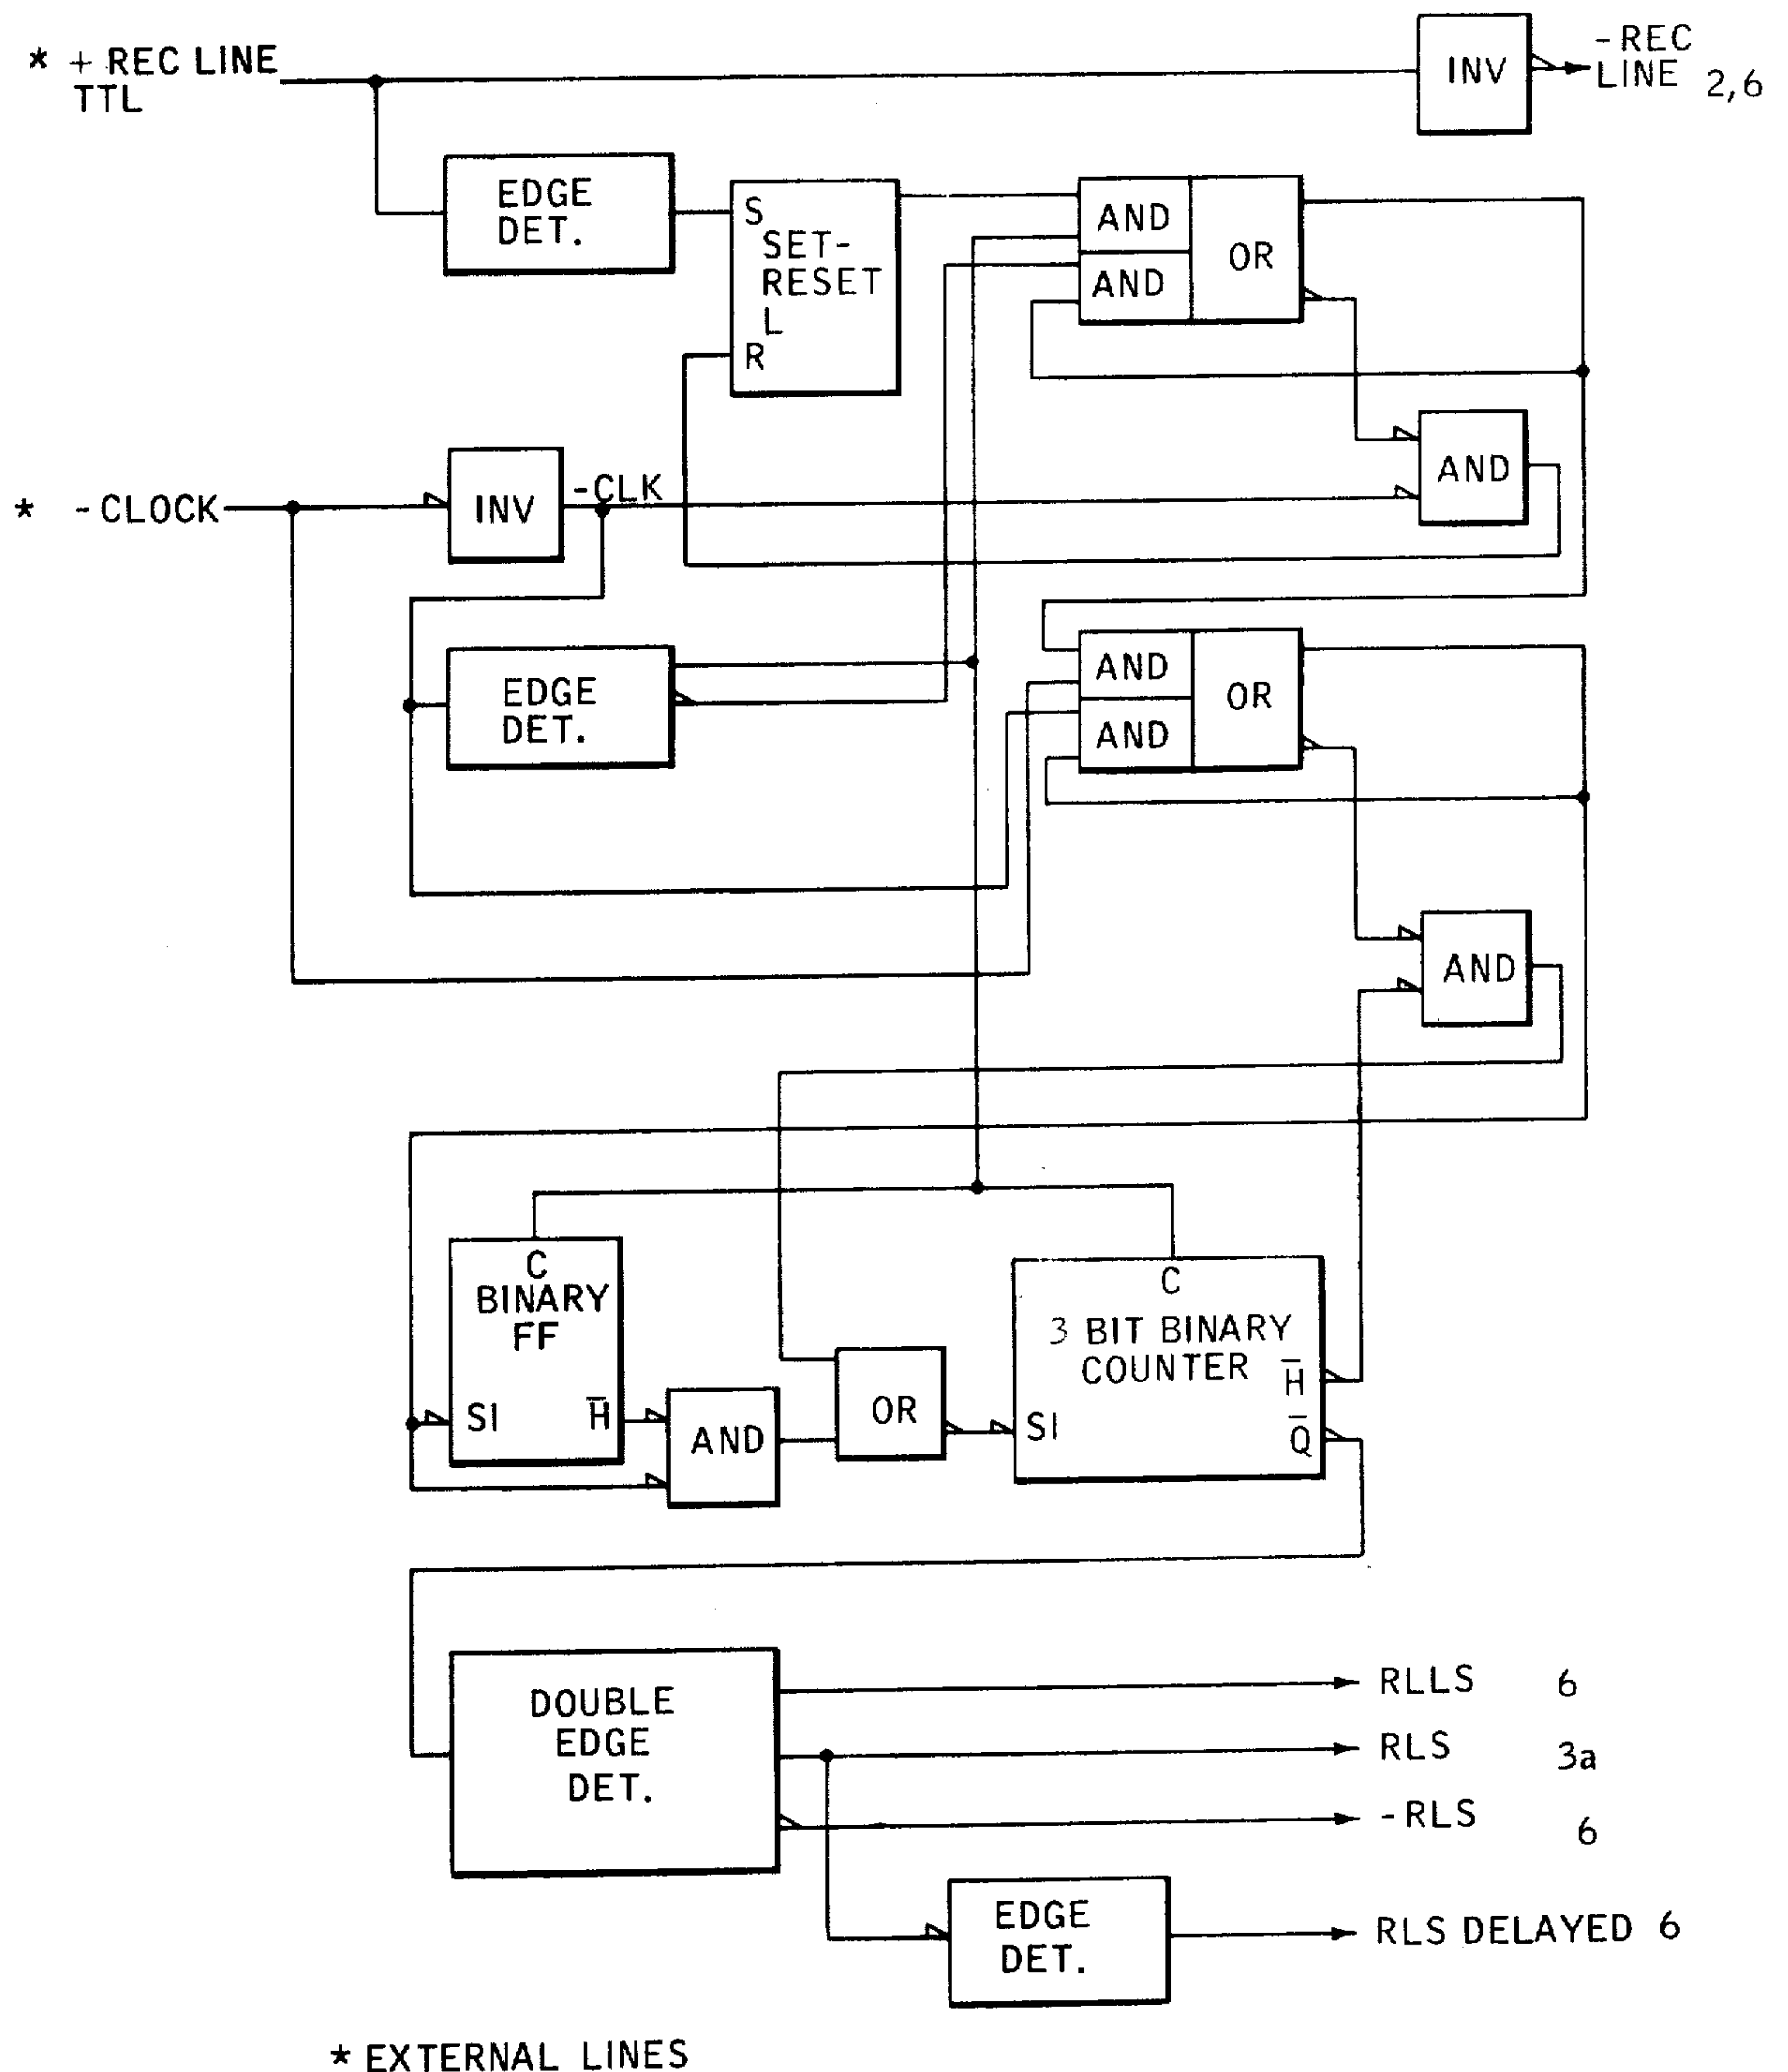 * + REC LINE
TTL
INV
-REC
LINE 2,6
EDGE
DET.
S
SET-
RESET
L
R
AND
AND
OR
AND
* - CLOCK
INV
-CLK
EDGE
DET.
AND
AND
OR
AND
C
BINARY
FF
SI
H̅
AND
OR
C
3 BIT BINARY
COUNTER
H̅
SI
Q̅
DOUBLE
EDGE
DET.
RLLS 6
RLS 3a
-RLS 6
EDGE
DET.
RLS DELAYED 6
* EXTERNAL LINES